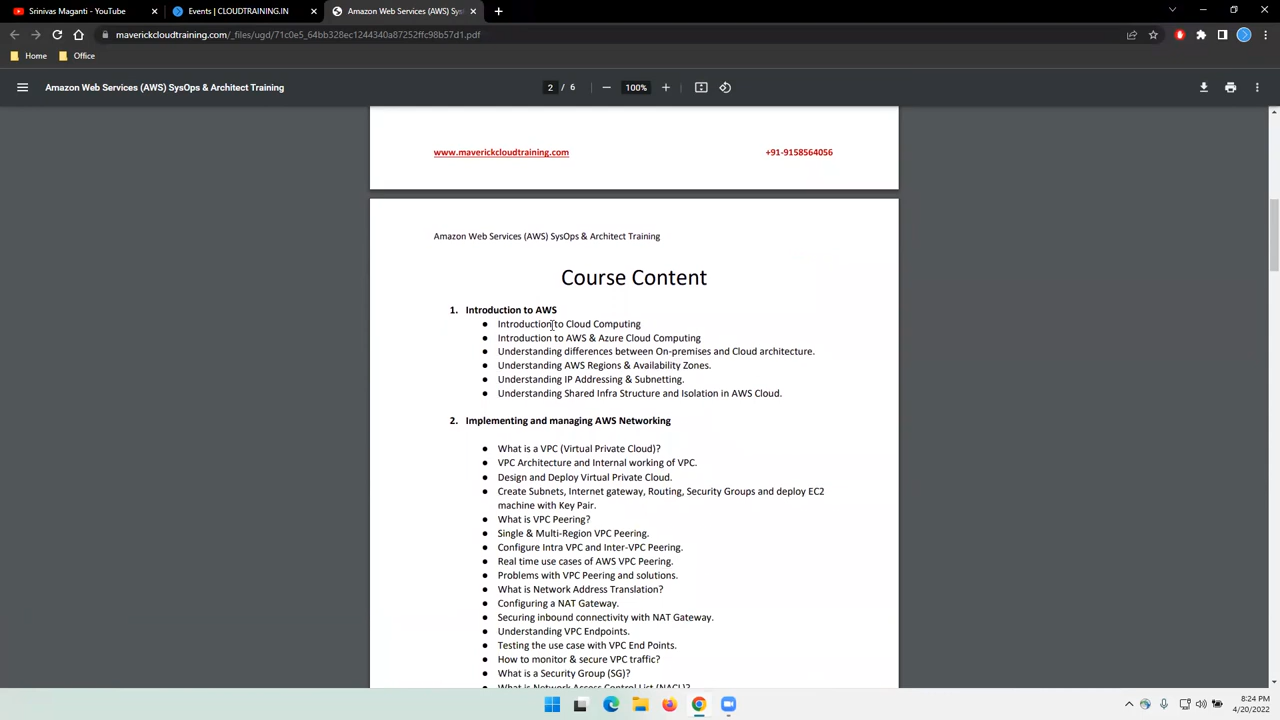 Srinivas Maganti - YouTube
Events | CLOUDTRAINING.IN
Amazon Web Services (AWS) Sys
maverickcloudtraining.com/_files/ugd/71c0e5_64bb328ec1244340a87252ffc98b57d1.pdf
Home
Office
Amazon Web Services (AWS) SysOps & Architect Training
2 / 6
100%
www.maverickcloudtraining.com
+91-9158564056
Amazon Web Services (AWS) SysOps & Architect Training
Course Content
1. Introduction to AWS
● Introduction to Cloud Computing
● Introduction to AWS & Azure Cloud Computing
● Understanding differences between On-premises and Cloud architecture.
● Understanding AWS Regions & Availability Zones.
● Understanding IP Addressing & Subnetting.
● Understanding Shared Infra Structure and Isolation in AWS Cloud.
2. Implementing and managing AWS Networking
● What is a VPC (Virtual Private Cloud)?
● VPC Architecture and Internal working of VPC.
● Design and Deploy Virtual Private Cloud.
● Create Subnets, Internet gateway, Routing, Security Groups and deploy EC2
machine with Key Pair.
● What is VPC Peering?
● Single & Multi-Region VPC Peering.
● Configure Intra VPC and Inter-VPC Peering.
● Real time use cases of AWS VPC Peering.
● Problems with VPC Peering and solutions.
● What is Network Address Translation?
● Configuring a NAT Gateway.
● Securing inbound connectivity with NAT Gateway.
● Understanding VPC Endpoints.
● Testing the use case with VPC End Points.
● How to monitor & secure VPC traffic?
● What is a Security Group (SG)?
● What is Network Access Control List (NACL)?
8:24 PM
4/20/2022